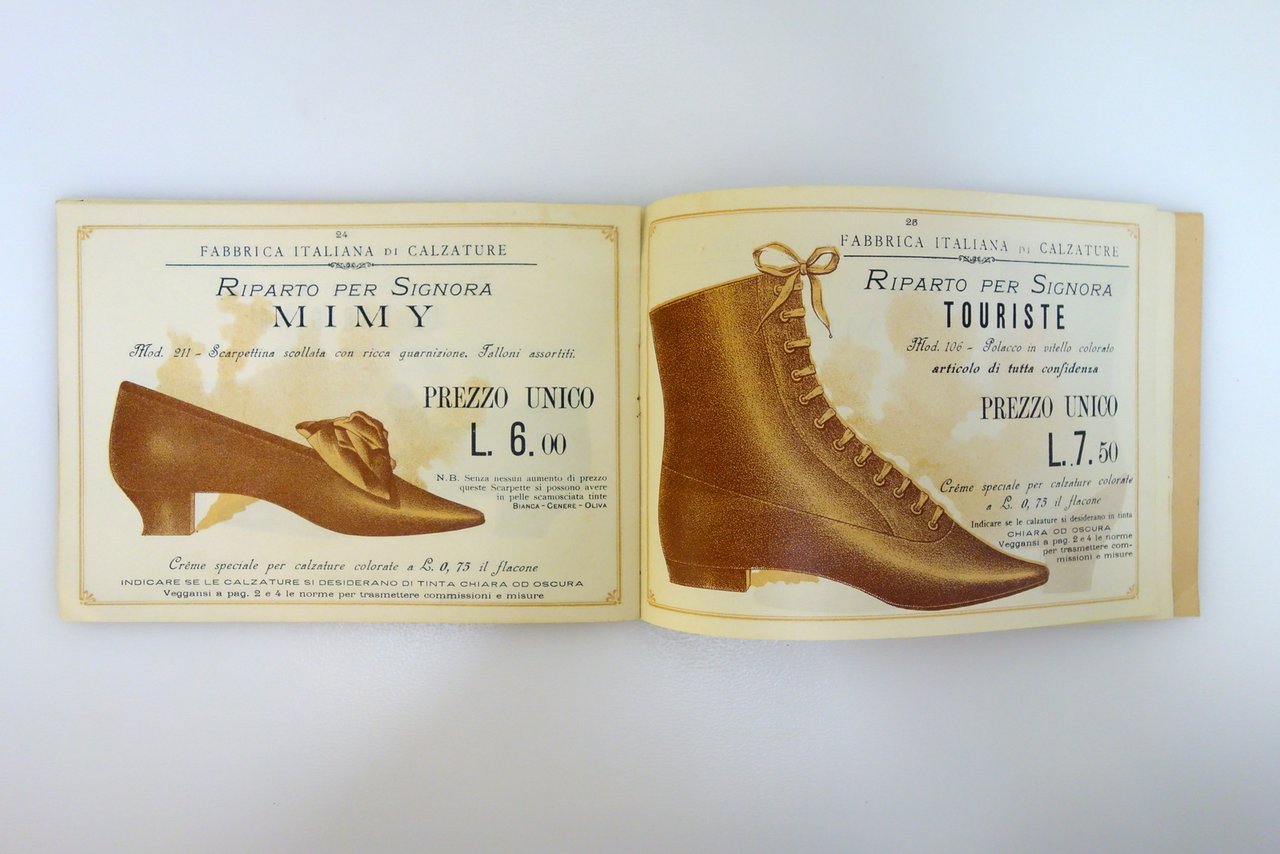 24
FABBRICA ITALIANA DI CALZATURE
RIPARTO PER SIGNORA
MIMY
Mod. 211 - Scarpettina scollata con ricca guarnizione. Talloni assortiti.
PREZZO UNICO
L. 6. 00
N.B. Senza nessun aumento di prezzo
queste Scarpette si possono avere
in pelle scamosciata tinte
BIANCA - CENERE - OLIVA
Créme speciale per calzature colorate a L. 0, 75 il flacone
INDICARE SE LE CALZATURE SI DESIDERANO DI TINTA CHIARA OD OSCURA
Veggansi a pag. 2 e 4 le norme per trasmettere commissioni e misure
25
FABBRICA ITALIANA DI CALZATURE
RIPARTO PER SIGNORA
TOURISTE
Mod. 106 - Polacco in vitello colorato
articolo di tutta confidenza
PREZZO UNICO
L. 7. 50
Créme speciale per calzature colorate
a L. 0, 75 il flacone
Indicare se le calzature si desiderano in tinta
CHIARA OD OSCURA
Veggansi a pag. 2 e 4 le norme
per trasmettere com-
missioni e misure